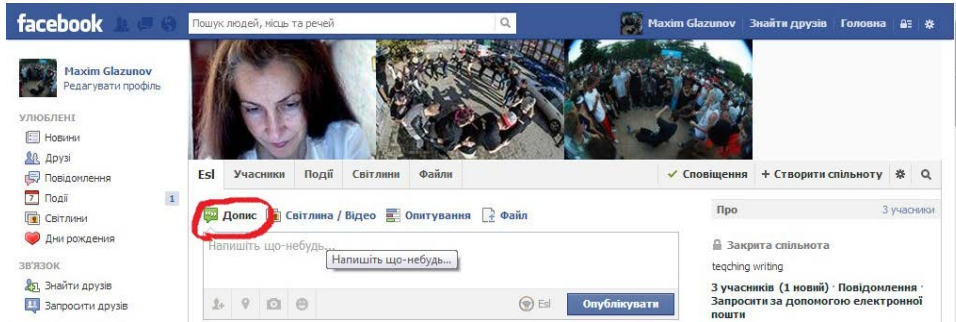 facebook
Пошук людей, місць та речей
Maxim Glazunov
Знайти друзів
Головна
Maxim Glazunov
Редагувати профіль
УЛЮБЛЕНІ
Новини
Друзі
Повідомлення
Події 1
Світлини
Дни рождения
ЗВ'ЯЗОК
Знайти друзів
Запросити друзів
Esl Учасники Події Світлини Файли
Сповіщення + Створити спільноту
Допис Світлина / Відео Опитування Файл
Напишіть що-небудь...
Напишіть що-небудь...
Esl Опублікувати
Про 3 учасники
Закрита спільнота
teqching writing
3 учасників (1 новий) · Повідомлення ·
Запросити за допомогою електронної
пошти